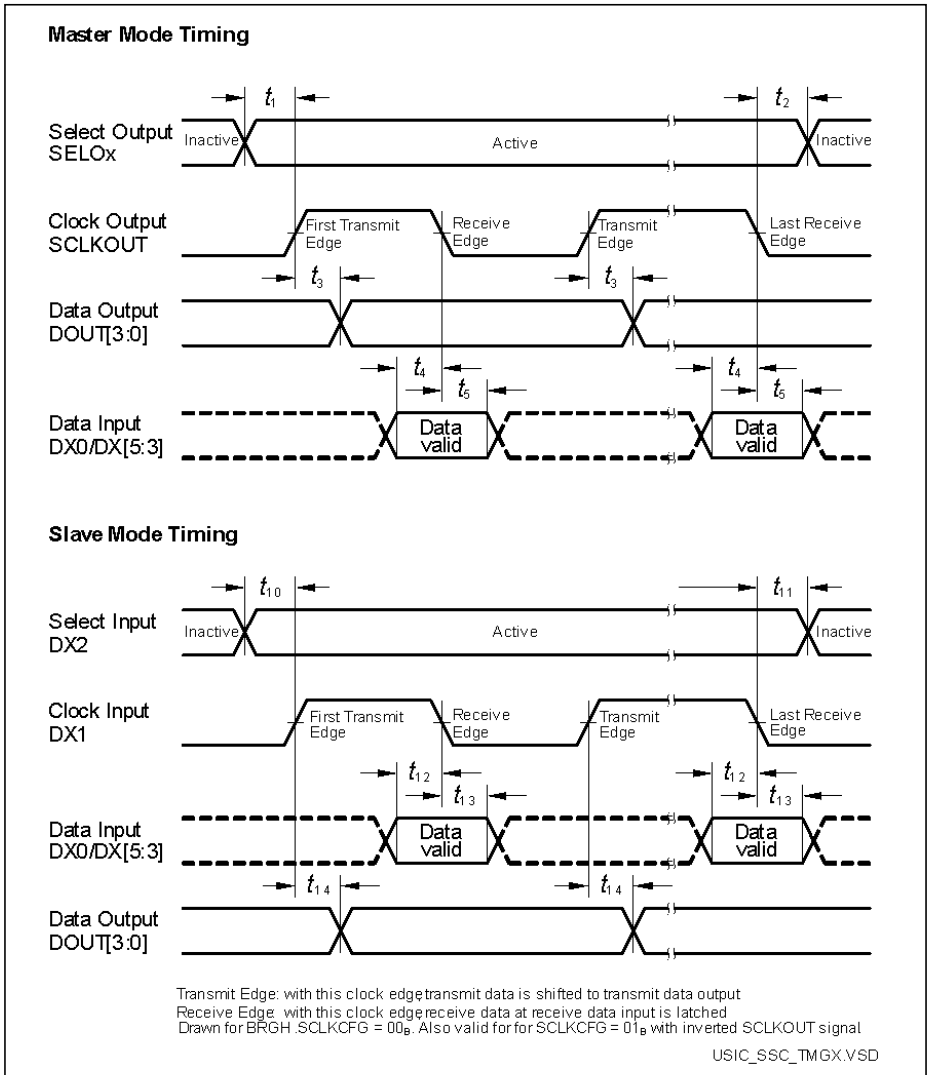 Master Mode Timing
t1
t2
Select Output
SELOx
Inactive
Active
Inactive
Clock Output
SCLKOUT
First Transmit
Edge
Receive
Edge
Transmit
Edge
Last Receive
Edge
t3
t3
Data Output
DOUT[3:0]
t4
t5
t4
t5
Data Input
DX0/DX[5:3]
Data
valid
Data
valid
Slave Mode Timing
t10
t11
Select Input
DX2
Inactive
Active
Inactive
Clock Input
DX1
First Transmit
Edge
Receive
Edge
Transmit
Edge
Last Receive
Edge
t12
t13
t12
t13
Data Input
DX0/DX[5:3]
Data
valid
Data
valid
t14
t14
Data Output
DOUT[3:0]
Transmit Edge: with this clock edge, transmit data is shifted to transmit data output
Receive Edge: with this clock edge, receive data at receive data input is latched
Drawn for BRGH .SCLKCFG = 00B. Also valid for for SCLKCFG = 01B with inverted SCLKOUT signal.
USIC_SSC_TMGX.VSD